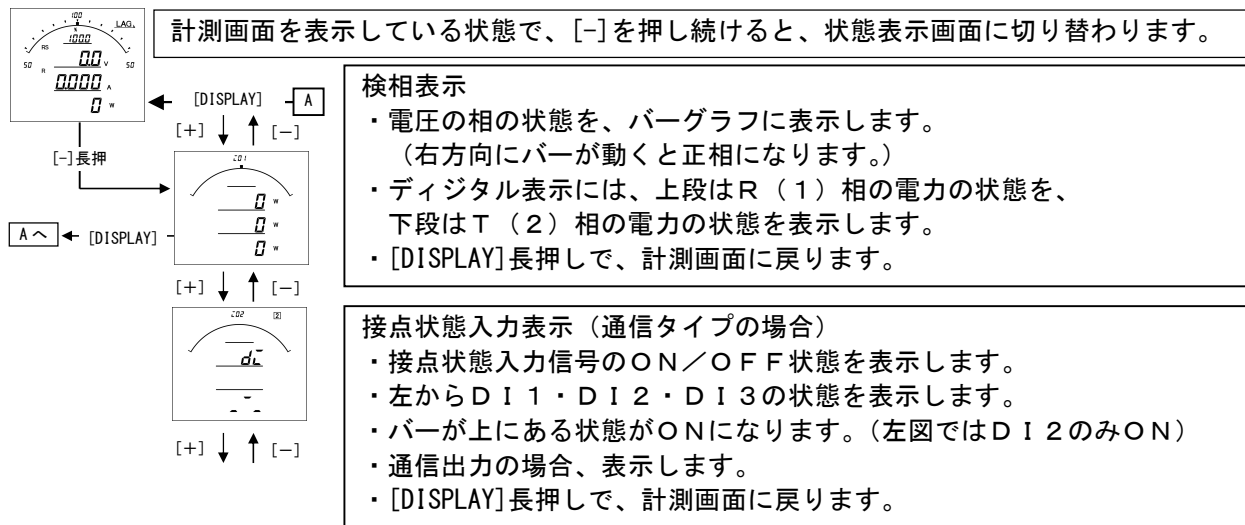 計測画面を表示している状態で、[-]を押し続けると、状態表示画面に切り替わります。
100
LAG.
%
100.0
RS
50
0.0 V
50
R
0.000 A
0 W
[DISPLAY]
A
[+]
[-]
[-]長押
検相表示
・電圧の相の状態を、バーグラフに表示します。
（右方向にバーが動くと正相になります。）
・ディジタル表示には、上段はR（1）相の電力の状態を、
下段はT（2）相の電力の状態を表示します。
・[DISPLAY]長押しで、計測画面に戻ります。
0 W
0 W
0 W
Aへ
[DISPLAY]
[+]
[-]
2
di
接点状態入力表示（通信タイプの場合）
・接点状態入力信号のON／OFF状態を表示します。
・左からDI1・DI2・DI3の状態を表示します。
・バーが上にある状態がONになります。（左図ではDI2のみON）
・通信出力の場合、表示します。
・[DISPLAY]長押しで、計測画面に戻ります。
[+]
[-]